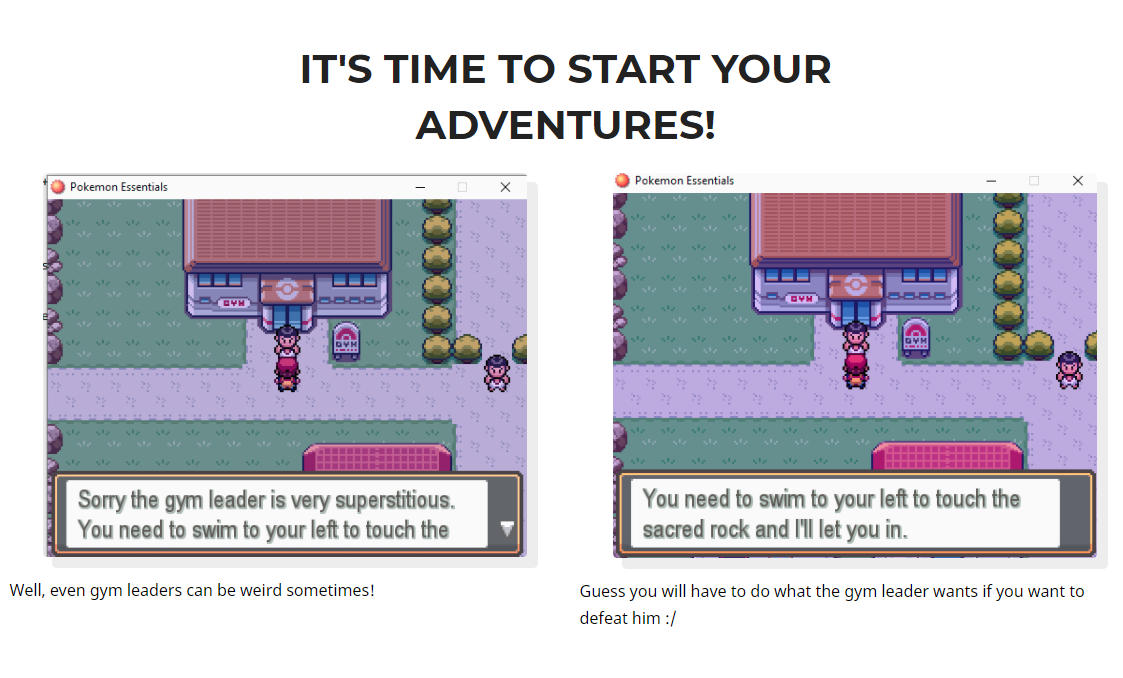 IT'S TIME TO START YOUR
ADVENTURES!
Pokemon Essentials
GYM
GYM
Sorry the gym leader is very superstitious.
You need to swim to your left to touch the
Well, even gym leaders can be weird sometimes!
Pokemon Essentials
GYM
GYM
You need to swim to your left to touch the
sacred rock and I'll let you in.
Guess you will have to do what the gym leader wants if you want to
defeat him :/